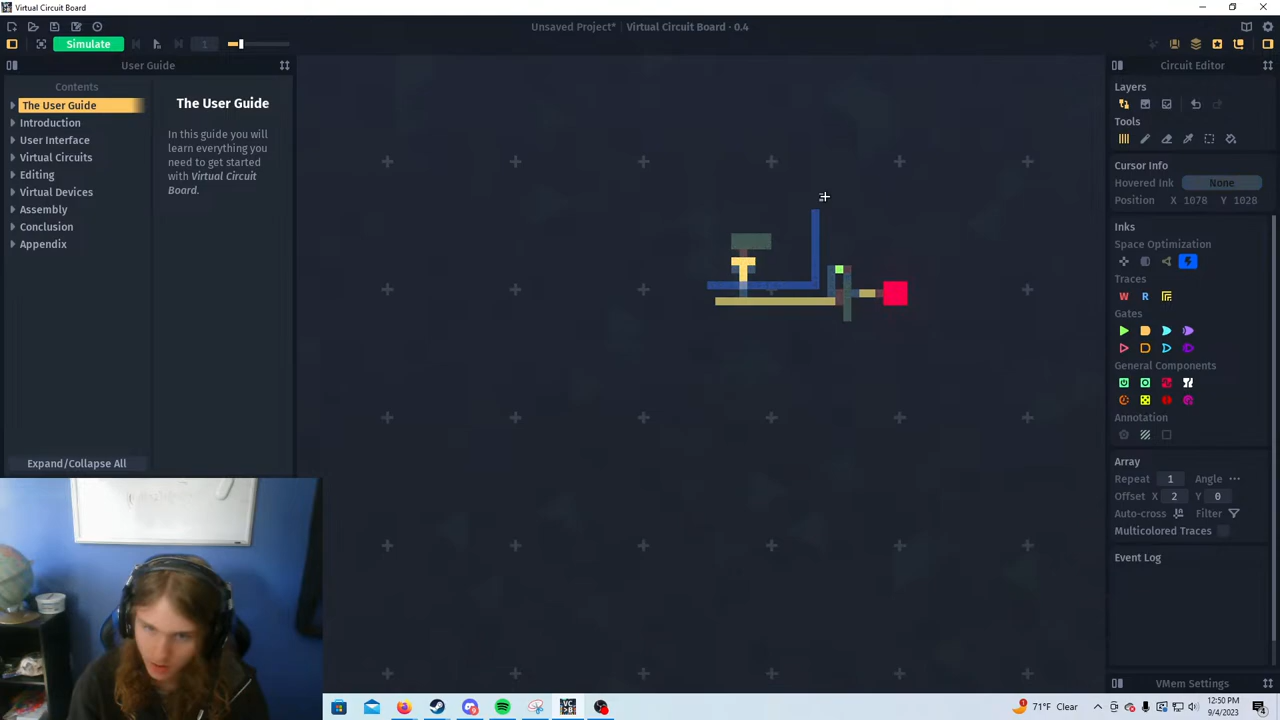 Virtual Circuit Board
Unsaved Project* Virtual Circuit Board - 0.4
Simulate
1
User Guide
Circuit Editor
Contents
The User Guide
Introduction
User Interface
Virtual Circuits
Editing
Virtual Devices
Assembly
Conclusion
Appendix
Expand/Collapse All
The User Guide
In this guide you will
learn everything you
need to get started
with Virtual Circuit
Board.
Layers
Tools
Cursor Info
Hovered Ink None
Position X 1078 Y 1028
Inks
Space Optimization
Traces
W R
Gates
General Components
Annotation
Array
Repeat 1 Angle
Offset X 2 Y 0
Auto-cross Filter
Multicolored Traces
Event Log
VMem Settings
71°F Clear
12:50 PM
9/4/2023